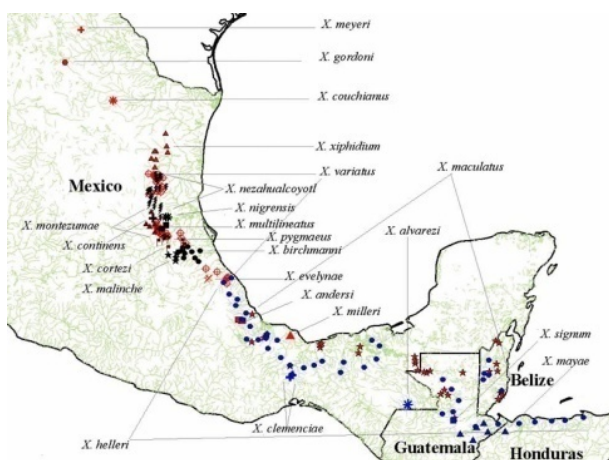 X. meyeri
X. gordoni
X. couchianus
X. xiphidium
X. variatus
X. maculatus
Mexico
X. nezahualcoyotl
X. nigrensis
X. montezumae
X. multilineatus
X. alvarezi
X. continens
X. pygmaeus
X. birchmanni
X. cortezi
X. malinche
X. evelynae
X. andersi
X. signum
X. milleri
X. mayae
Belize
X. clemenciae
X. helleri
Guatemala
Honduras